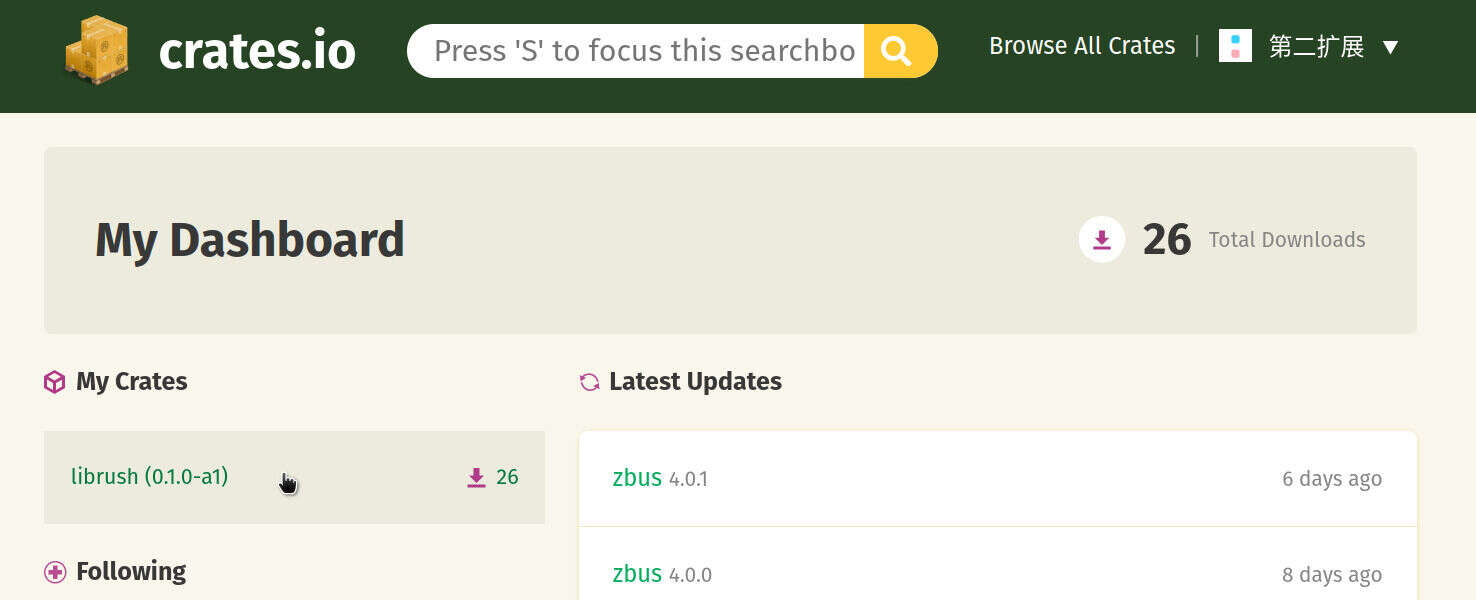 crates.io
Press 'S' to focus this searchbo
Browse All Crates | 第二扩展 ▼
My Dashboard
26 Total Downloads
My Crates
librush (0.1.0-a1) 26
Following
Latest Updates
zbus 4.0.1 6 days ago
zbus 4.0.0 8 days ago